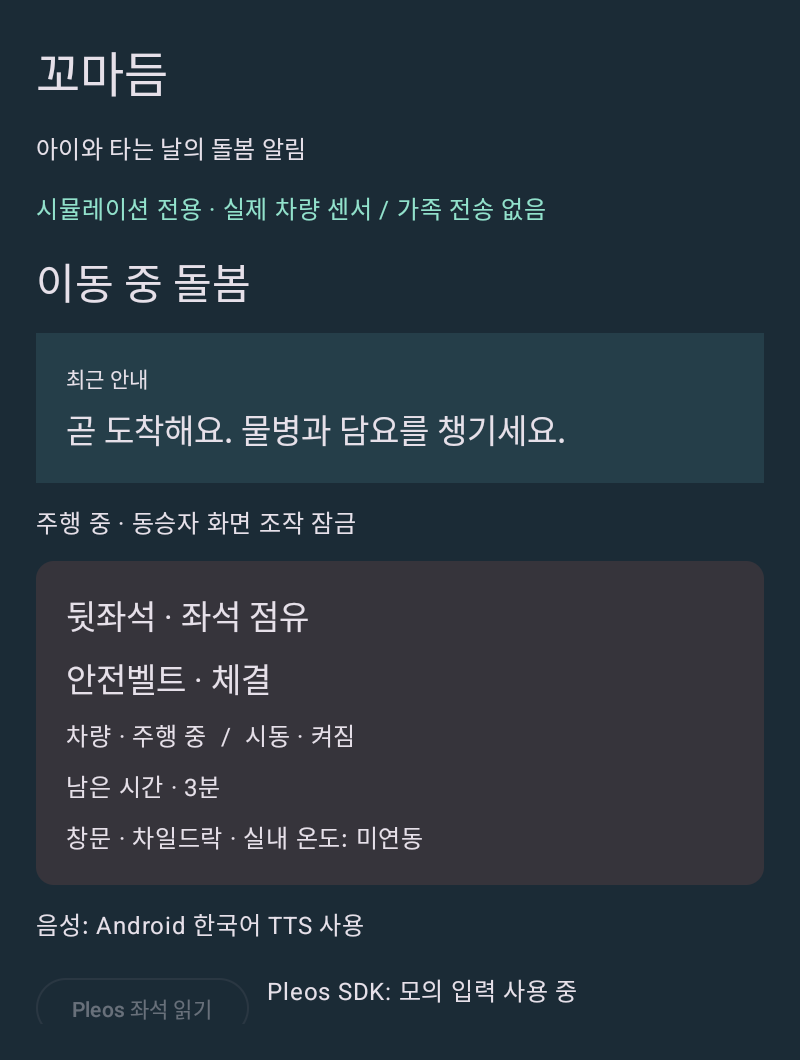 꼬마듬
아이와 타는 날의 돌봄 알림
시뮬레이션 전용 · 실제 차량 센서 / 가족 전송 없음
이동 중 돌봄
최근 안내
곧 도착해요. 물병과 담요를 챙기세요.
주행 중 · 동승자 화면 조작 잠금
뒷좌석 · 좌석 점유
안전벨트 · 체결
차량 · 주행 중 / 시동 · 켜짐
남은 시간 · 3분
창문 · 차일드락 · 실내 온도: 미연동
음성: Android 한국어 TTS 사용
Pleos 좌석 읽기
Pleos SDK: 모의 입력 사용 중